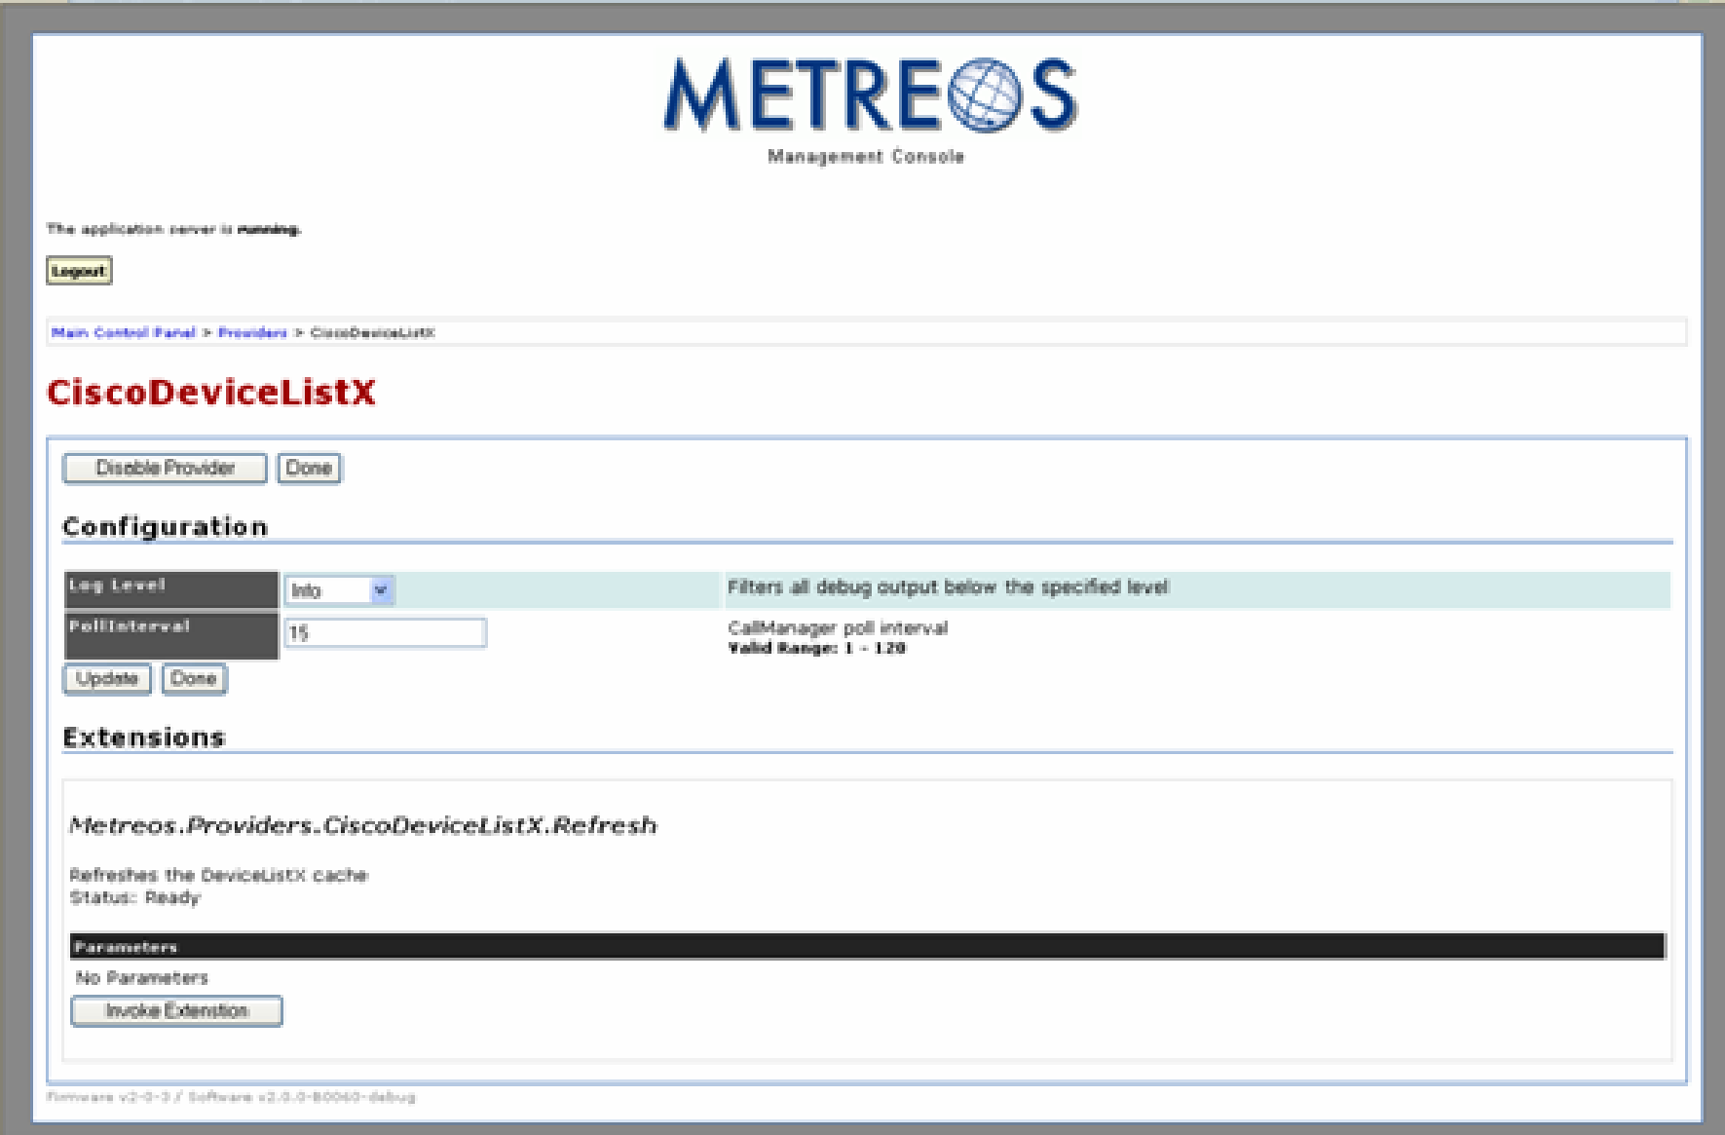 METREOS
Management Console
The application server is running.
Logout
Main Control Panel > Providers > CiscoDeviceListX
CiscoDeviceListX
Disable Provider Done
Configuration
Log Level Info Filters all debug output below the specified level
PollInterval 15 CallManager poll interval
Valid Range: 1 - 120
Update Done
Extensions
Metreos.Providers.CiscoDeviceListX.Refresh
Refreshes the DeviceListX cache
Status: Ready
Parameters
No Parameters
Invoke Extenstion
Firmware v2-0-3 / Software v2.0.0-B0060-debug